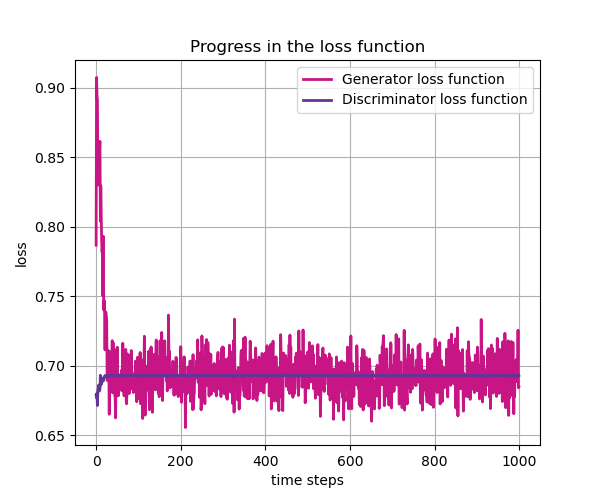 Progress in the loss function
Generator loss function
Discriminator loss function
0.90
0.85
0.80
0.75
0.70
0.65
loss
0 200 400 600 800 1000
time steps